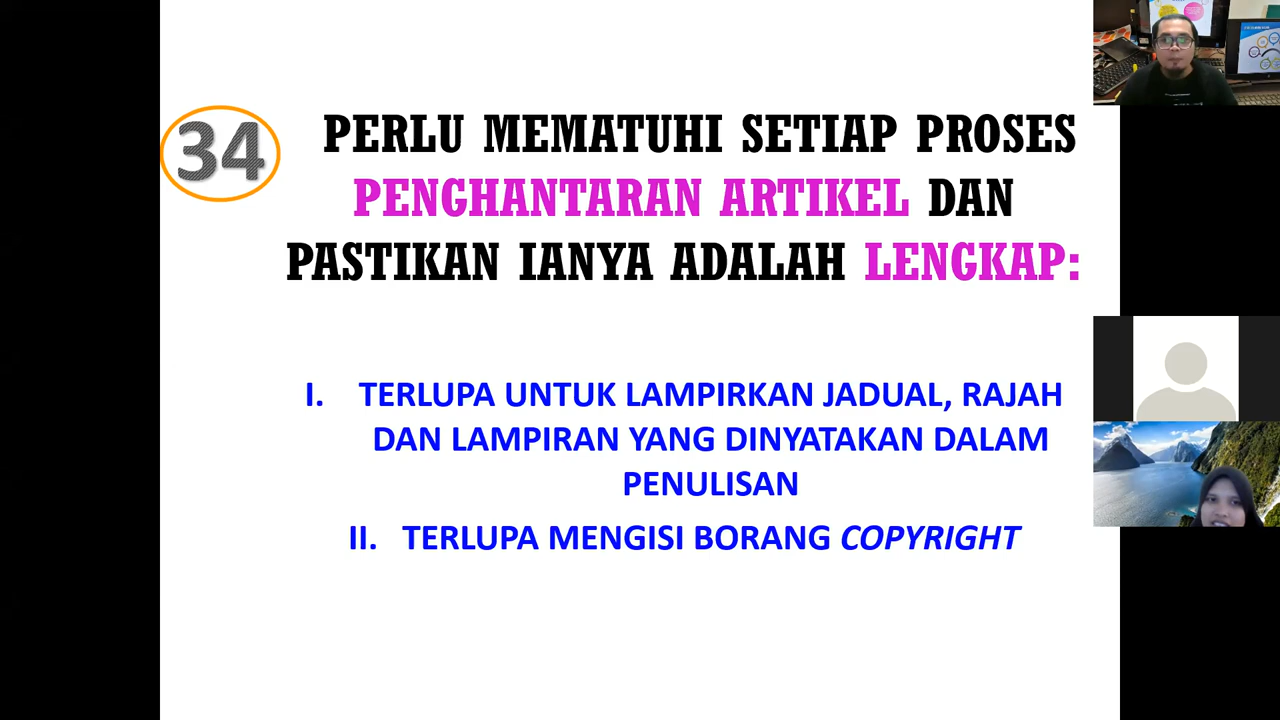 34
PERLU MEMATUHI SETIAP PROSES
PENGHANTARAN ARTIKEL DAN
PASTIKAN IANYA ADALAH LENGKAP:
I. TERLUPA UNTUK LAMPIRKAN JADUAL, RAJAH
DAN LAMPIRAN YANG DINYATAKAN DALAM
PENULISAN
II. TERLUPA MENGISI BORANG COPYRIGHT